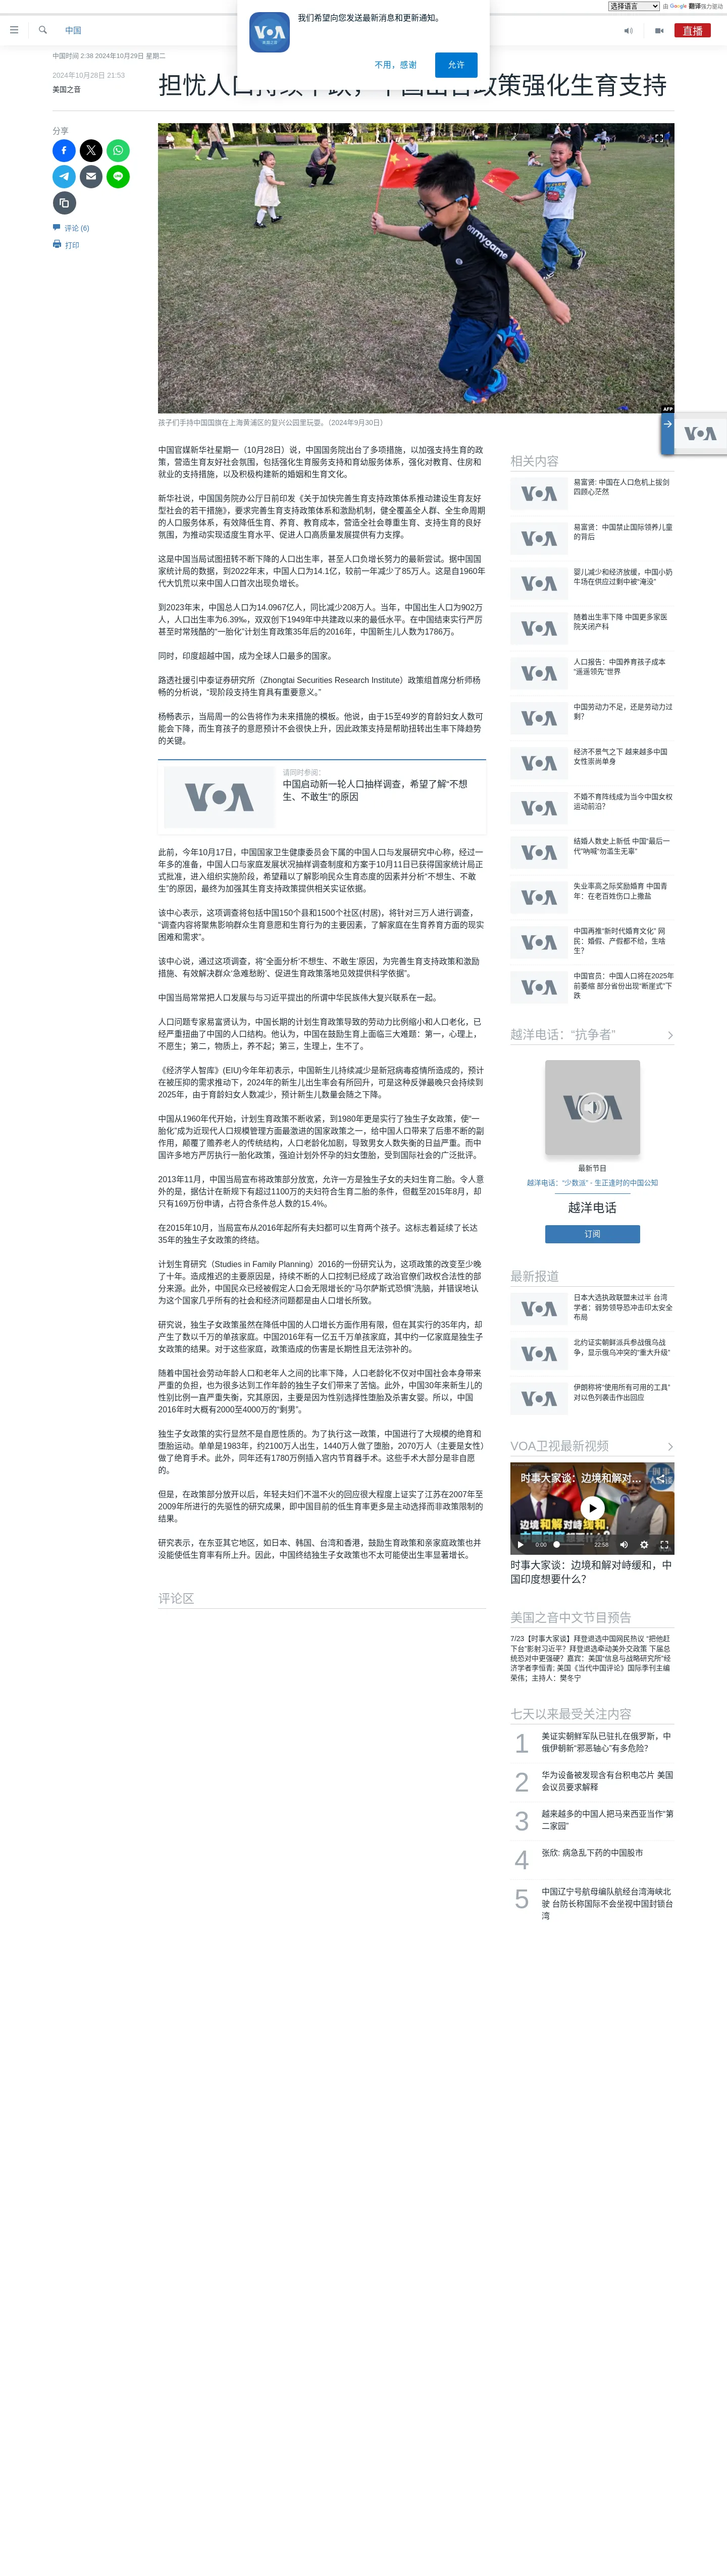 选择语言
由 Google 翻译强力驱动
我们希望向您发送最新消息和更新通知。
不用，感谢
允许
中国
直播
中国时间 2:38 2024年10月29日 星期二
2024年10月28日 21:53
美国之音
分享
评论 (6)
打印
AFP
孩子们手持中国国旗在上海黄浦区的复兴公园里玩耍。（2024年9月30日）
中国官媒新华社星期一（10月28日）说，中国国务院出台了多项措施，以加强支持生育的政
策，营造生育友好社会氛围，包括强化生育服务支持和育幼服务体系，强化对教育、住房和
就业的支持措施，以及积极构建新的婚姻和生育文化。
新华社说，中国国务院办公厅日前印发《关于加快完善生育支持政策体系推动建设生育友好
型社会的若干措施》，要求完善生育支持政策体系和激励机制，健全覆盖全人群、全生命周期
的人口服务体系，有效降低生育、养育、教育成本，营造全社会尊重生育、支持生育的良好
氛围，为推动实现适度生育水平、促进人口高质量发展提供有力支撑。
这是中国当局试图扭转不断下降的人口出生率，甚至人口负增长努力的最新尝试。据中国国
家统计局的数据，到2022年末，中国人口为14.1亿，较前一年减少了85万人。这是自1960年
代大饥荒以来中国人口首次出现负增长。
到2023年末，中国总人口为14.0967亿人，同比减少208万人。当年，中国出生人口为902万
人，人口出生率为6.39‰，双双创下1949年中共建政以来的最低水平。在中国结束实行严厉
甚至时常残酷的“一胎化”计划生育政策35年后的2016年，中国新生儿人数为1786万。
同时，印度超越中国，成为全球人口最多的国家。
路透社援引中泰证券研究所（Zhongtai Securities Research Institute）政策组首席分析师杨
畅的分析说，“现阶段支持生育具有重要意义。”
杨畅表示，当局周一的公告将作为未来措施的模板。他说，由于15至49岁的育龄妇女人数可
能会下降，而生育孩子的意愿预计不会很快上升，因此政策支持是帮助扭转出生率下降趋势
的关键。
请同时参阅：
中国启动新一轮人口抽样调查，希望了解“不想
生、不敢生”的原因
此前，今年10月17日，中国国家卫生健康委员会下属的中国人口与发展研究中心称，经过一
年多的准备，中国人口与家庭发展状况抽样调查制度和方案于10月11日已获得国家统计局正
式批准，进入组织实施阶段，希望藉以了解影响民众生育态度的因素并分析“不想生、不敢
生”的原因，最终为加强其生育支持政策提供相关实证依据。
该中心表示，这项调查将包括中国150个县和1500个社区(村居)，将针对三万人进行调查，
“调查内容将聚焦影响群众生育意愿和生育行为的主要因素，了解家庭在生育养育方面的现实
困难和需求”。
该中心说，通过这项调查，将“全面分析‘不想生、不敢生’原因，为完善生育支持政策和激励
措施、有效解决群众‘急难愁盼’、促进生育政策落地见效提供科学依据”。
中国当局常常把人口发展与与习近平提出的所谓中华民族伟大复兴联系在一起。
人口问题专家易富贤认为，中国长期的计划生育政策导致的劳动力比例缩小和人口老化，已
经严重扭曲了中国的人口结构。他认为，中国在鼓励生育上面临三大难题：第一，心理上，
不愿生；第二，物质上，养不起；第三，生理上，生不了。
《经济学人智库》(EIU)今年年初表示，中国新生儿持续减少是新冠病毒疫情所造成的，预计
在被压抑的需求推动下，2024年的新生儿出生率会有所回升，可是这种反弹最晚只会持续到
2025年，由于育龄妇女人数减少，预计新生儿数量会随之下降。
中国从1960年代开始，计划生育政策不断收紧，到1980年更是实行了独生子女政策，使“一
胎化”成为近现代人口规模管理方面最激进的国家政策之一，给中国人口带来了后患不断的副
作用，颠覆了赡养老人的传统结构，人口老龄化加剧，导致男女人数失衡的日益严重。而中
国许多地方严厉执行一胎化政策，强迫计划外怀孕的妇女堕胎，受到国际社会的广泛批评。
2013年11月，中国当局宣布将政策部分放宽，允许一方是独生子女的夫妇生育二胎。令人意
外的是，据估计在新规下有超过1100万的夫妇符合生育二胎的条件，但截至2015年8月，却
只有169万份申请，占符合条件总人数的15.4%。
在2015年10月，当局宣布从2016年起所有夫妇都可以生育两个孩子。这标志着延续了长达
35年的独生子女政策的终结。
计划生育研究（Studies in Family Planning）2016的一份研究认为，这项政策的改变至少晚
了十年。造成推迟的主要原因是，持续不断的人口控制已经成了政治官僚们政权合法性的部
分来源。此外，中国民众已经被假定人口会无限增长的“马尔萨斯式恐惧”洗脑，并错误地认
为这个国家几乎所有的社会和经济问题都是由人口增长所致。
研究说，独生子女政策虽然在降低中国的人口增长方面作用有限，但在其实行的35年内，却
产生了数以千万的单孩家庭。中国2016年有一亿五千万单孩家庭，其中约一亿家庭是独生子
女政策的结果。对于这些家庭，政策造成的伤害是长期性且无法弥补的。
随着中国社会劳动年龄人口和老年人之间的比率下降，人口老龄化不仅对中国社会本身带来
严重的负担，也为很多达到工作年龄的独生子女们带来了苦恼。此外，中国30年来新生儿的
性别比例一直严重失衡，究其原因，主要是因为性别选择性堕胎及杀害女婴。所以，中国
2016年时大概有2000至4000万的“剩男”。
独生子女政策的实行显然不是自愿性质的。为了执行这一政策，中国进行了大规模的绝育和
堕胎运动。单单是1983年，约2100万人出生，1440万人做了堕胎，2070万人（主要是女性）
做了绝育手术。此外，同年还有1780万例插入宫内节育器手术。这些手术大部分是非自愿
的。
但是，在政策部分放开以后，年轻夫妇们不温不火的回应很大程度上证实了江苏在2007年至
2009年所进行的先驱性的研究成果，即中国目前的低生育率更多是主动选择而非政策限制的
结果。
研究表示，在东亚其它地区，如日本、韩国、台湾和香港，鼓励生育政策和亲家庭政策也并
没能使低生育率有所上升。因此，中国终结独生子女政策也不太可能使出生率显著增长。
评论区
相关内容
易富贤: 中国在人口危机上拔剑
四顾心茫然
易富贤：中国禁止国际领养儿童
的背后
婴儿减少和经济放缓，中国小奶
牛场在供应过剩中被“淹没”
随着出生率下降 中国更多家医
院关闭产科
人口报告：中国养育孩子成本
“遥遥领先”世界
中国劳动力不足，还是劳动力过
剩？
经济不景气之下 越来越多中国
女性崇尚单身
不婚不育阵线成为当今中国女权
运动前沿？
结婚人数史上新低 中国“最后一
代”呐喊“勿滥生无辜”
失业率高之际奖励婚育 中国青
年：在老百姓伤口上撒盐
中国再推“新时代婚育文化” 网
民：婚假、产假都不给，生啥
生？
中国官员：中国人口将在2025年
前萎缩 部分省份出现“断崖式”下
跌
越洋电话：“抗争者”
最新节目
越洋电话：“少数派” - 生正逢时的中国公知
越洋电话
订阅
最新报道
日本大选执政联盟未过半 台湾
学者：弱势领导恐冲击印太安全
布局
北约证实朝鲜派兵参战俄乌战
争，显示俄乌冲突的“重大升级”
伊朗称将“使用所有可用的工具”
对以色列袭击作出回应
VOA卫视最新视频
时事大家谈：边境和解对...
0:00
22:58
时事大家谈：边境和解对峙缓和，中
国印度想要什么？
美国之音中文节目预告
7/23【时事大家谈】拜登退选中国网民热议 “把他赶
下台”影射习近平？拜登退选牵动美外交政策 下届总
统恐对中更强硬？嘉宾：美国“信息与战略研究所”经
济学者李恒青; 美国《当代中国评论》国际季刊主编
荣伟；主持人：樊冬宁
七天以来最受关注内容
1
美证实朝鲜军队已驻扎在俄罗斯，中
俄伊朝新“邪恶轴心”有多危险？
2
华为设备被发现含有台积电芯片 美国
会议员要求解释
3
越来越多的中国人把马来西亚当作“第
二家园”
4
张欣: 病急乱下药的中国股市
5
中国辽宁号航母编队航经台湾海峡北
驶 台防长称国际不会坐视中国封锁台
湾